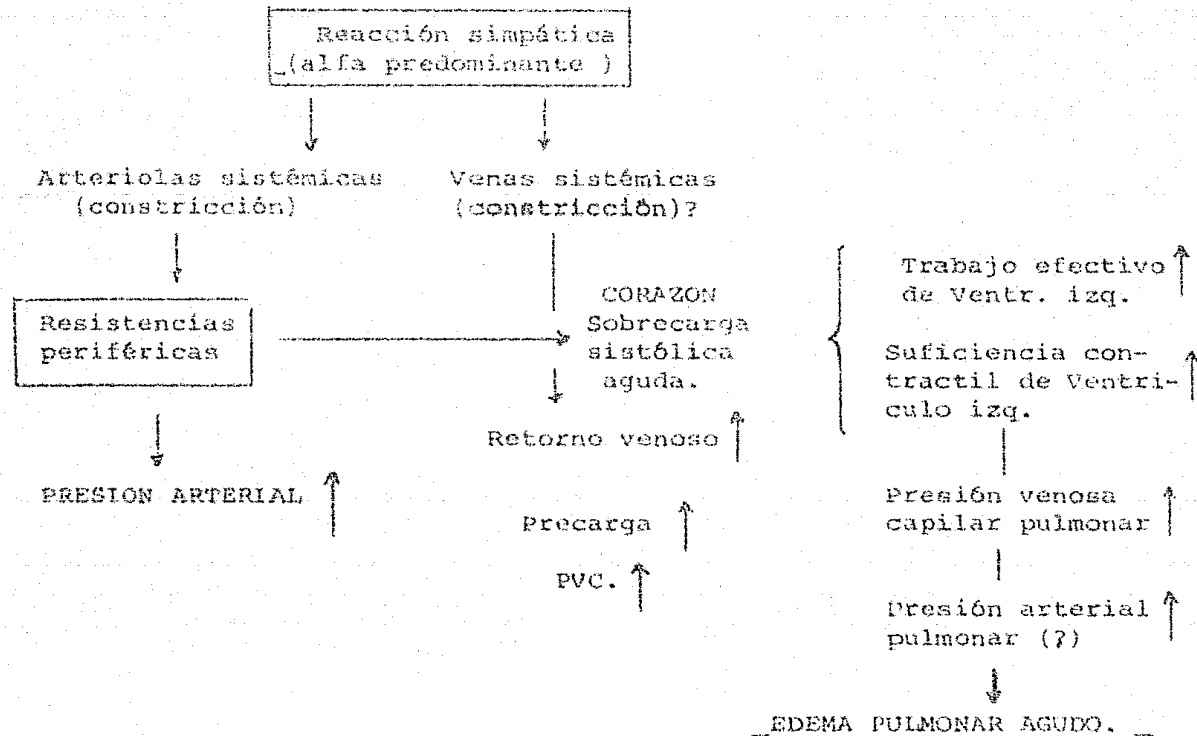 Reacción simpática
(alfa predominante )
Arteriolas sistémicas
(constricción)
Venas sistémicas
(constricción)?
Resistencias
periféricas
PRESION ARTERIAL
CORAZON
Sobrecarga
sistólica
aguda.
Retorno venoso
Precarga
PVC.
Trabajo efectivo
de Ventr. izq.
Suficiencia con-
tractil de Ventri-
culo izq.
Presión venosa
capilar pulmonar
Presión arterial
pulmonar (?)
EDEMA PULMONAR AGUDO.